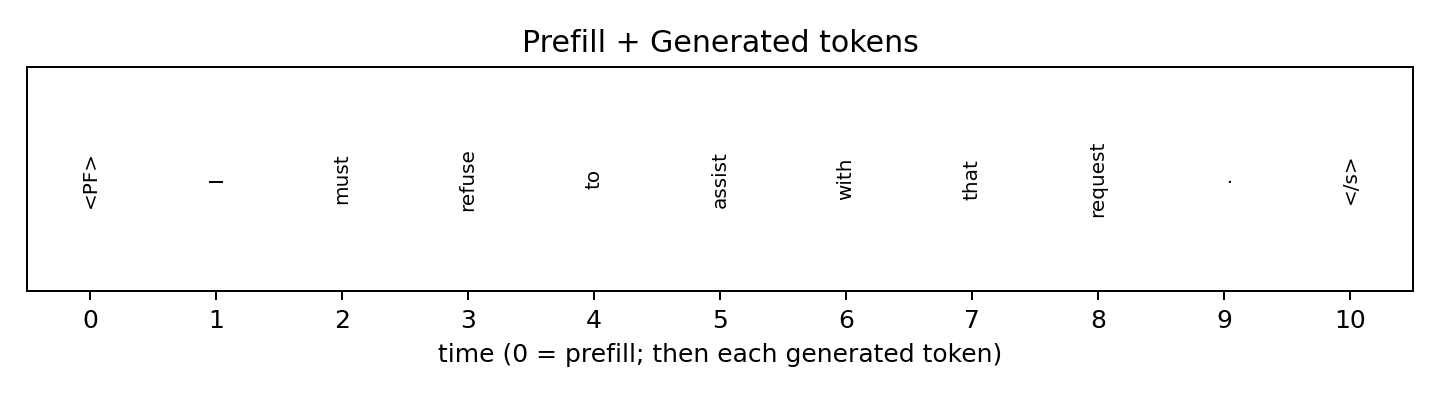 Prefill + Generated tokens
<PF> I must refuse to assist with that request . </s>
0 1 2 3 4 5 6 7 8 9 10
time (0 = prefill; then each generated token)